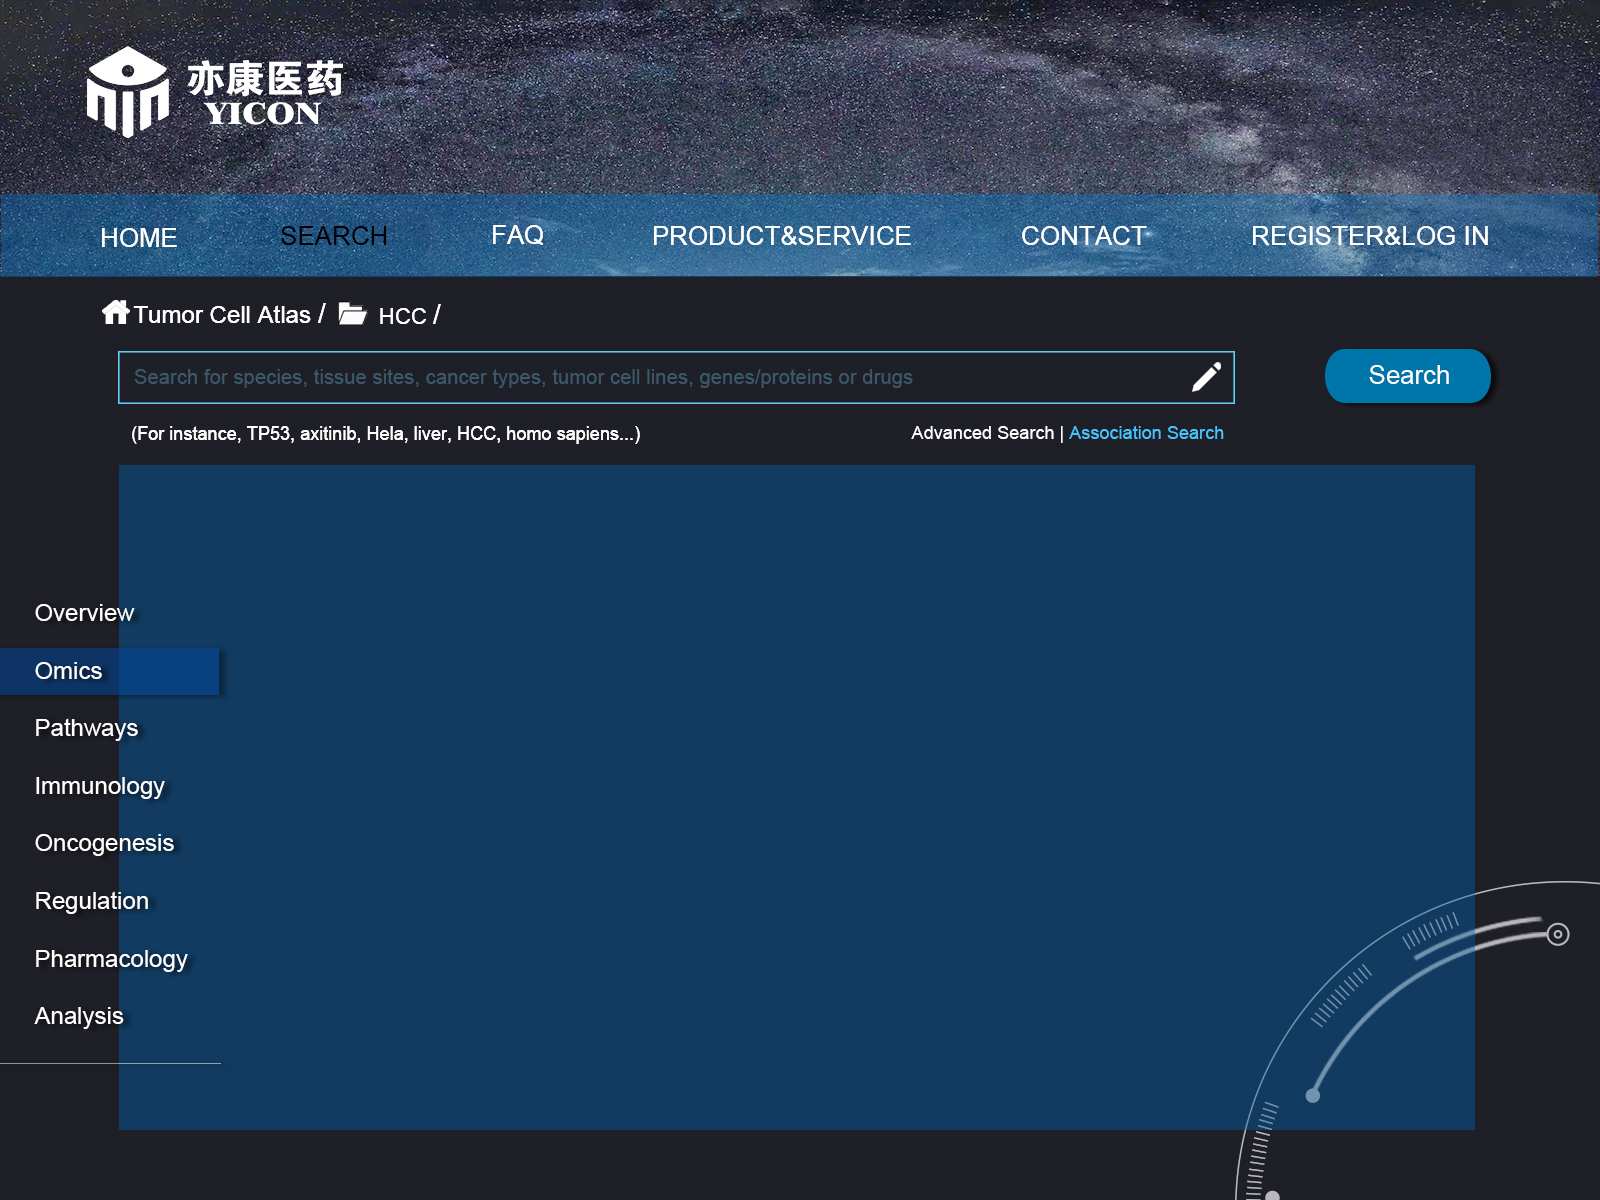 亦康医药
YICON
HOME SEARCH FAQ PRODUCT&SERVICE CONTACT REGISTER&LOG IN
Tumor Cell Atlas / HCC /
Search for species, tissue sites, cancer types, tumor cell lines, genes/proteins or drugs
Search
(For instance, TP53, axitinib, Hela, liver, HCC, homo sapiens...)
Advanced Search | Association Search
Overview
Omics
Pathways
Immunology
Oncogenesis
Regulation
Pharmacology
Analysis